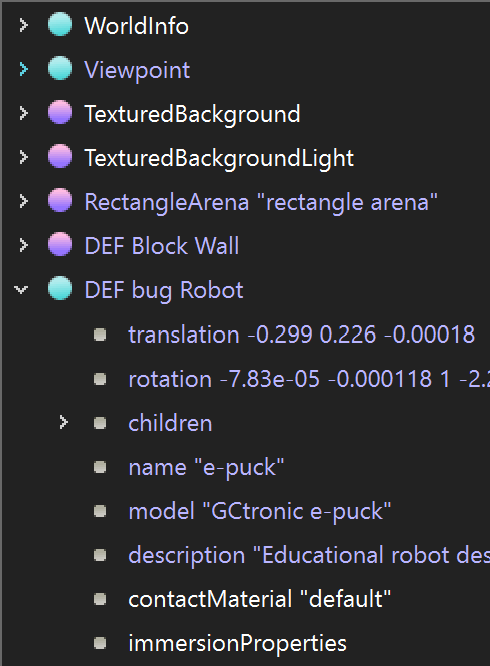 WorldInfo
Viewpoint
TexturedBackground
TexturedBackgroundLight
RectangleArena "rectangle arena"
DEF Block Wall
DEF bug Robot
translation -0.299 0.226 -0.00018
rotation -7.83e-05 -0.000118 1 -2.2
children
name "e-puck"
model "GCtronic e-puck"
description "Educational robot des
contactMaterial "default"
immersionProperties